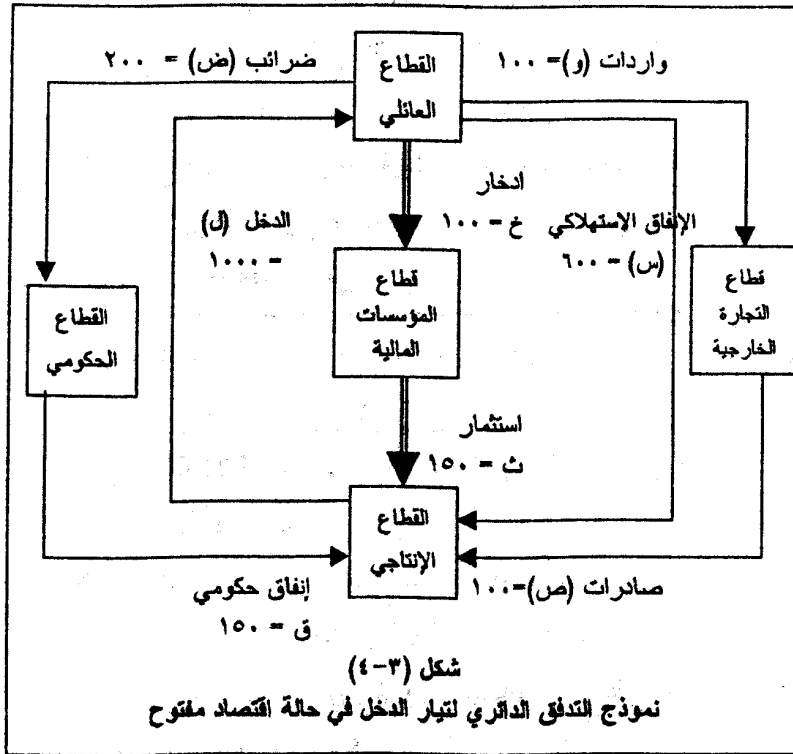 واردات (و)= ١٠٠
القطاع
العائلي
ضرائب (ض) = ٢٠٠
أدخار
خ = ١٠٠
الإنفاق الاستهلاكي
(س) = ٦٠٠
الدخل (ل)
= ١٠٠٠
قطاع
التجارة
الخارجية
قطاع
المؤسسات
المالية
القطاع
الحكومي
استثمار
ث = ١٥٠
القطاع
الإنتاجي
صادرات (ص)=١٠٠
إنفاق حكومي
ق = ١٥٠
شكل (٣-٤)
نموذج التدفق الدائري لتيار الدخل في حالة اقتصاد مفتوح